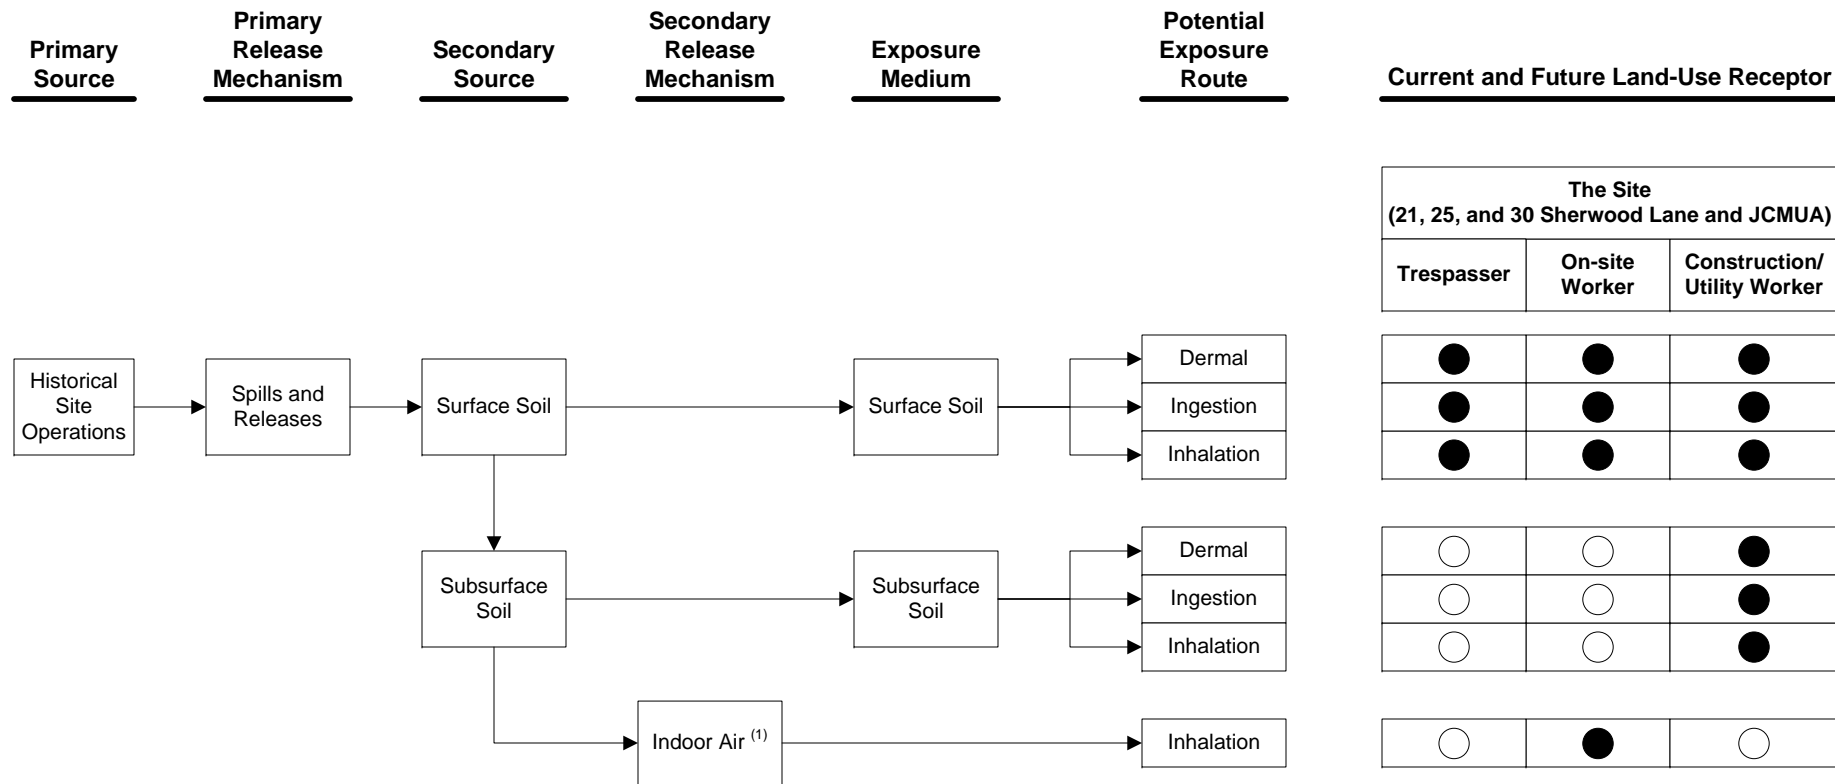 Primary
Source
Primary
Release
Mechanism
Secondary
Source
Secondary
Release
Mechanism
Exposure
Medium
Potential
Exposure
Route
Current and Future Land-Use Receptor
The Site
(21, 25, and 30 Sherwood Lane and JCMUA)
Trespasser
On-site
Worker
Construction/
Utility Worker
Historical
Site
Operations
Spills and
Releases
Surface Soil
Surface Soil
Dermal
Ingestion
Inhalation
Subsurface
Soil
Subsurface
Soil
Dermal
Ingestion
Inhalation
Indoor Air (1)
Inhalation